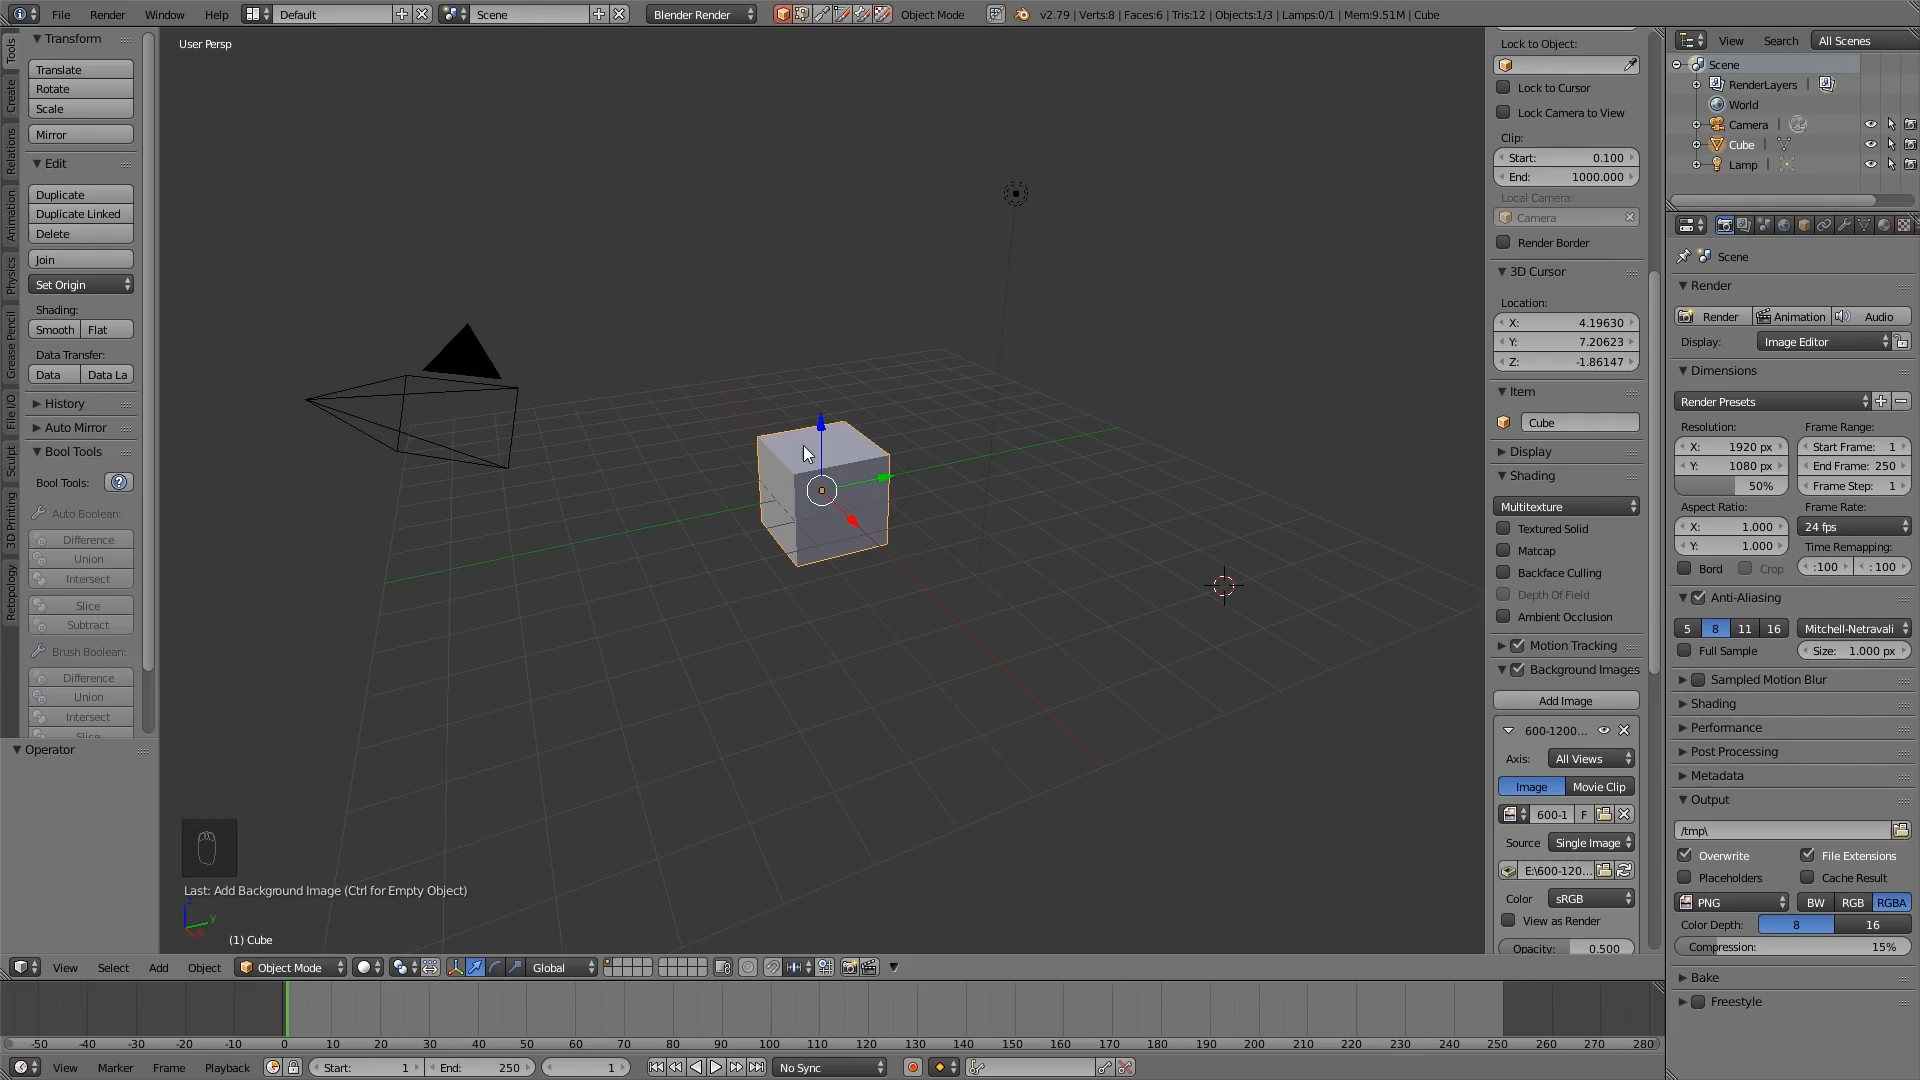 File Render Window Help Default Scene Blender Render Object Mode v2.79 | Verts:8 | Faces:6 | Tris:12 | Objects:1/3 | Lamps:0/1 | Mem:9.51M | Cube
Tools
Create
Relations
Animation
Physics
Grease Pencil
File I/O
Sculpt
3D Printing
Retopology
Transform
Translate
Rotate
Scale
Mirror
Edit
Duplicate
Duplicate Linked
Delete
Join
Set Origin
Shading:
Smooth Flat
Data Transfer:
Data Data La
History
Auto Mirror
Bool Tools
Bool Tools:
Auto Boolean:
Difference
Union
Intersect
Slice
Subtract
Brush Boolean:
Difference
Union
Intersect
Slice
Operator
User Persp
Last: Add Background Image (Ctrl for Empty Object)
z
y
(1) Cube
Lock to Object:
Lock to Cursor
Lock Camera to View
Clip:
Start: 0.100
End: 1000.000
Local Camera:
Camera
Render Border
3D Cursor
Location:
X: 4.19630
Y: 7.20623
Z: -1.86147
Item
Cube
Display
Shading
Multitexture
Textured Solid
Matcap
Backface Culling
Depth Of Field
Ambient Occlusion
Motion Tracking
Background Images
Add Image
600-1200...
Axis: All Views
Image Movie Clip
600-1 F
Source Single Image
E:\600-120...
Color sRGB
View as Render
Opacity: 0.500
View Search All Scenes
Scene
RenderLayers |
World
Camera |
Cube |
Lamp |
Scene
Render
Render Animation Audio
Display: Image Editor
Dimensions
Render Presets
Resolution: Frame Range:
X: 1920 px Start Frame: 1
Y: 1080 px End Frame: 250
50% Frame Step: 1
Aspect Ratio: Frame Rate:
X: 1.000 24 fps
Y: 1.000 Time Remapping:
Bord Crop :100 : 100
Anti-Aliasing
5 8 11 16 Mitchell-Netravali
Full Sample Size: 1.000 px
Sampled Motion Blur
Shading
Performance
Post Processing
Metadata
Output
/tmp\
Overwrite File Extensions
Placeholders Cache Result
PNG BW RGB RGBA
Color Depth: 8 16
Compression: 15%
Bake
Freestyle
View Select Add Object Object Mode Global
-50 -40 -30 -20 -10 0 10 20 30 40 50 60 70 80 90 100 110 120 130 140 150 160 170 180 190 200 210 220 230 240 250 260 270 280
View Marker Frame Playback Start: 1 End: 250 1 No Sync